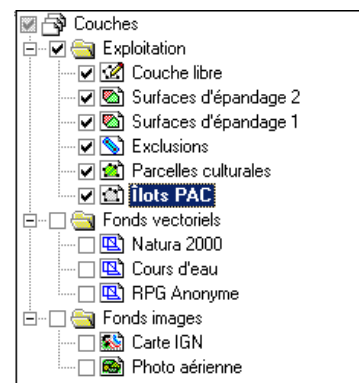 Couches
Exploitation
Couche libre
Surfaces d'épandage 2
Surfaces d'épandage 1
Exclusions
Parcelles culturales
Ilots PAC
Fonds vectoriels
Natura 2000
Cours d'eau
RPG Anonyme
Fonds images
Carte IGN
Photo aérienne